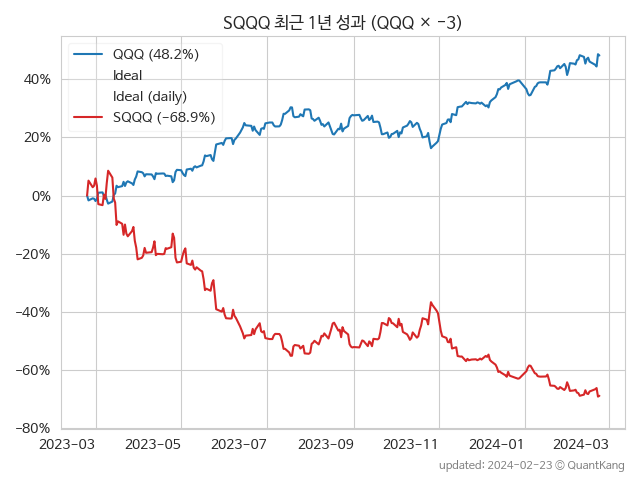 SQQQ 최근 1년 성과 (QQQ × −3)
QQQ (48.2%)
Ideal
Ideal (daily)
SQQQ (−68.9%)
40%
20%
0%
−20%
−40%
−60%
−80%
2023-03 2023-05 2023-07 2023-09 2023-11 2024-01 2024-03
updated: 2024-02-23 © QuantKang